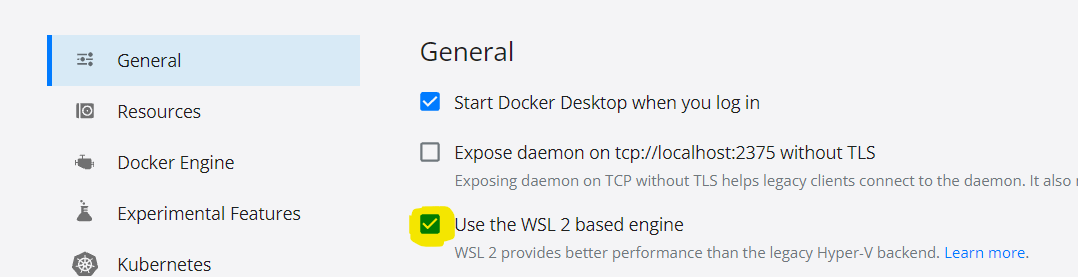 General
Resources
Docker Engine
Experimental Features
Kubernetes
General
Start Docker Desktop when you log in
Expose daemon on tcp://localhost:2375 without TLS
Exposing daemon on TCP without TLS helps legacy clients connect to the daemon. It also
Use the WSL 2 based engine
WSL 2 provides better performance than the legacy Hyper-V backend. Learn more.